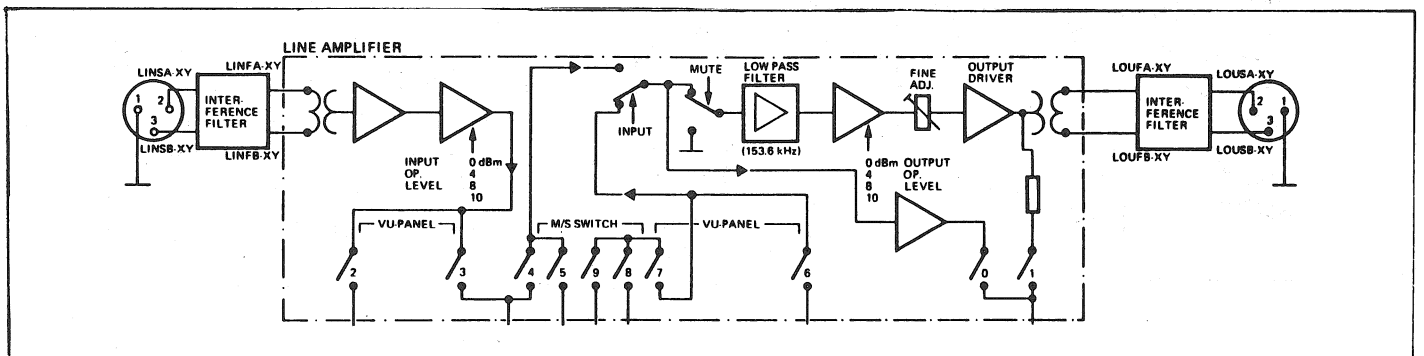 LINE AMPLIFIER
LINSA-XY
LINFA-XY
1
2
3
INTER-
FERENCE
FILTER
LINSB-XY
LINFB-XY
INPUT
OP.
LEVEL
0 dBm
4
8
10
INPUT
MUTE
LOW PASS
FILTER
(153.6 kHz)
FINE
ADJ.
OUTPUT
DRIVER
0 dBm
4
8
10
OUTPUT
OP.
LEVEL
LOUFA-XY
LOUSA-XY
INTER-
FERENCE
FILTER
2
1
3
LOUFB-XY
LOUSB-XY
VU-PANEL
M/S SWITCH
VU-PANEL
2
3
4
5
9
8
7
6
0
1